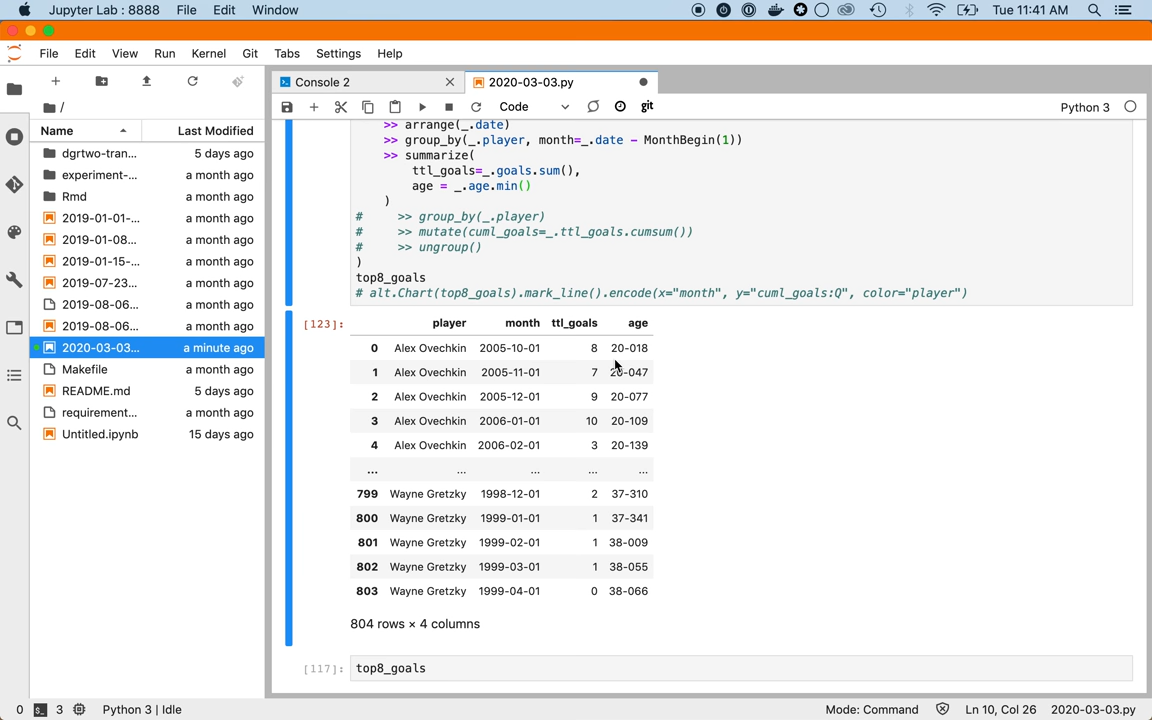 Jupyter Lab : 8888 File Edit Window Tue 11:41 AM
File Edit View Run Kernel Git Tabs Settings Help
Console 2 2020-03-03.py
Code git Python 3
/
Name Last Modified
dgrtwo-tran... 5 days ago
experiment-... a month ago
Rmd a month ago
2019-01-01-... a month ago
2019-01-08... a month ago
2019-01-15-... a month ago
2019-07-23... a month ago
2019-08-06... a month ago
2019-08-06... a month ago
2020-03-03... a minute ago
Makefile a month ago
README.md 5 days ago
requirement... a month ago
Untitled.ipynb 15 days ago
>> arrange(_.date)
>> group_by(_.player, month=_.date - MonthBegin(1))
>> summarize(
ttl_goals=_.goals.sum(),
age = _.age.min()
)
# >> group_by(_.player)
# >> mutate(cuml_goals=_.ttl_goals.cumsum())
# >> ungroup()
)
top8_goals
# alt.Chart(top8_goals).mark_line().encode(x="month", y="cuml_goals:Q", color="player")
[123]: player month ttl_goals age
0 Alex Ovechkin 2005-10-01 8 20-018
1 Alex Ovechkin 2005-11-01 7 20-047
2 Alex Ovechkin 2005-12-01 9 20-077
3 Alex Ovechkin 2006-01-01 10 20-109
4 Alex Ovechkin 2006-02-01 3 20-139
... ... ... ... ...
799 Wayne Gretzky 1998-12-01 2 37-310
800 Wayne Gretzky 1999-01-01 1 37-341
801 Wayne Gretzky 1999-02-01 1 38-009
802 Wayne Gretzky 1999-03-01 1 38-055
803 Wayne Gretzky 1999-04-01 0 38-066
804 rows × 4 columns
[117]: top8_goals
0 3 Python 3 | Idle Mode: Command Ln 10, Col 26 2020-03-03.py